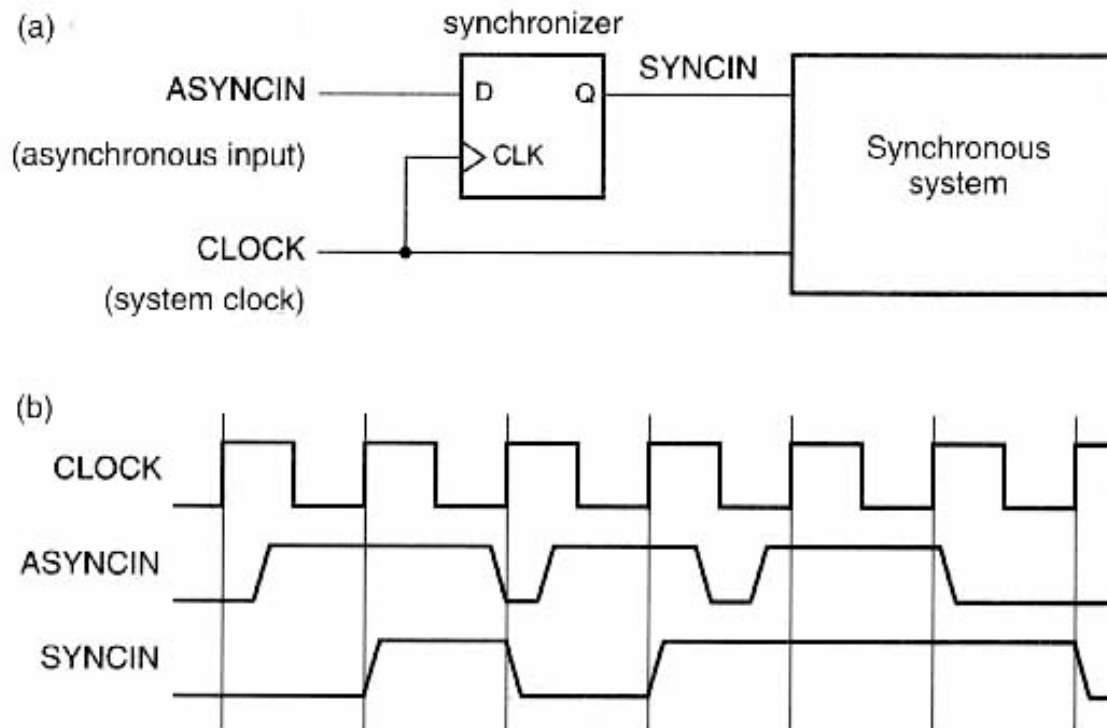 (a)
synchronizer
ASYNCIN
D
Q
SYNCIN
(asynchronous input)
CLK
Synchronous
system
CLOCK
(system clock)
(b)
CLOCK
ASYNCIN
SYNCIN